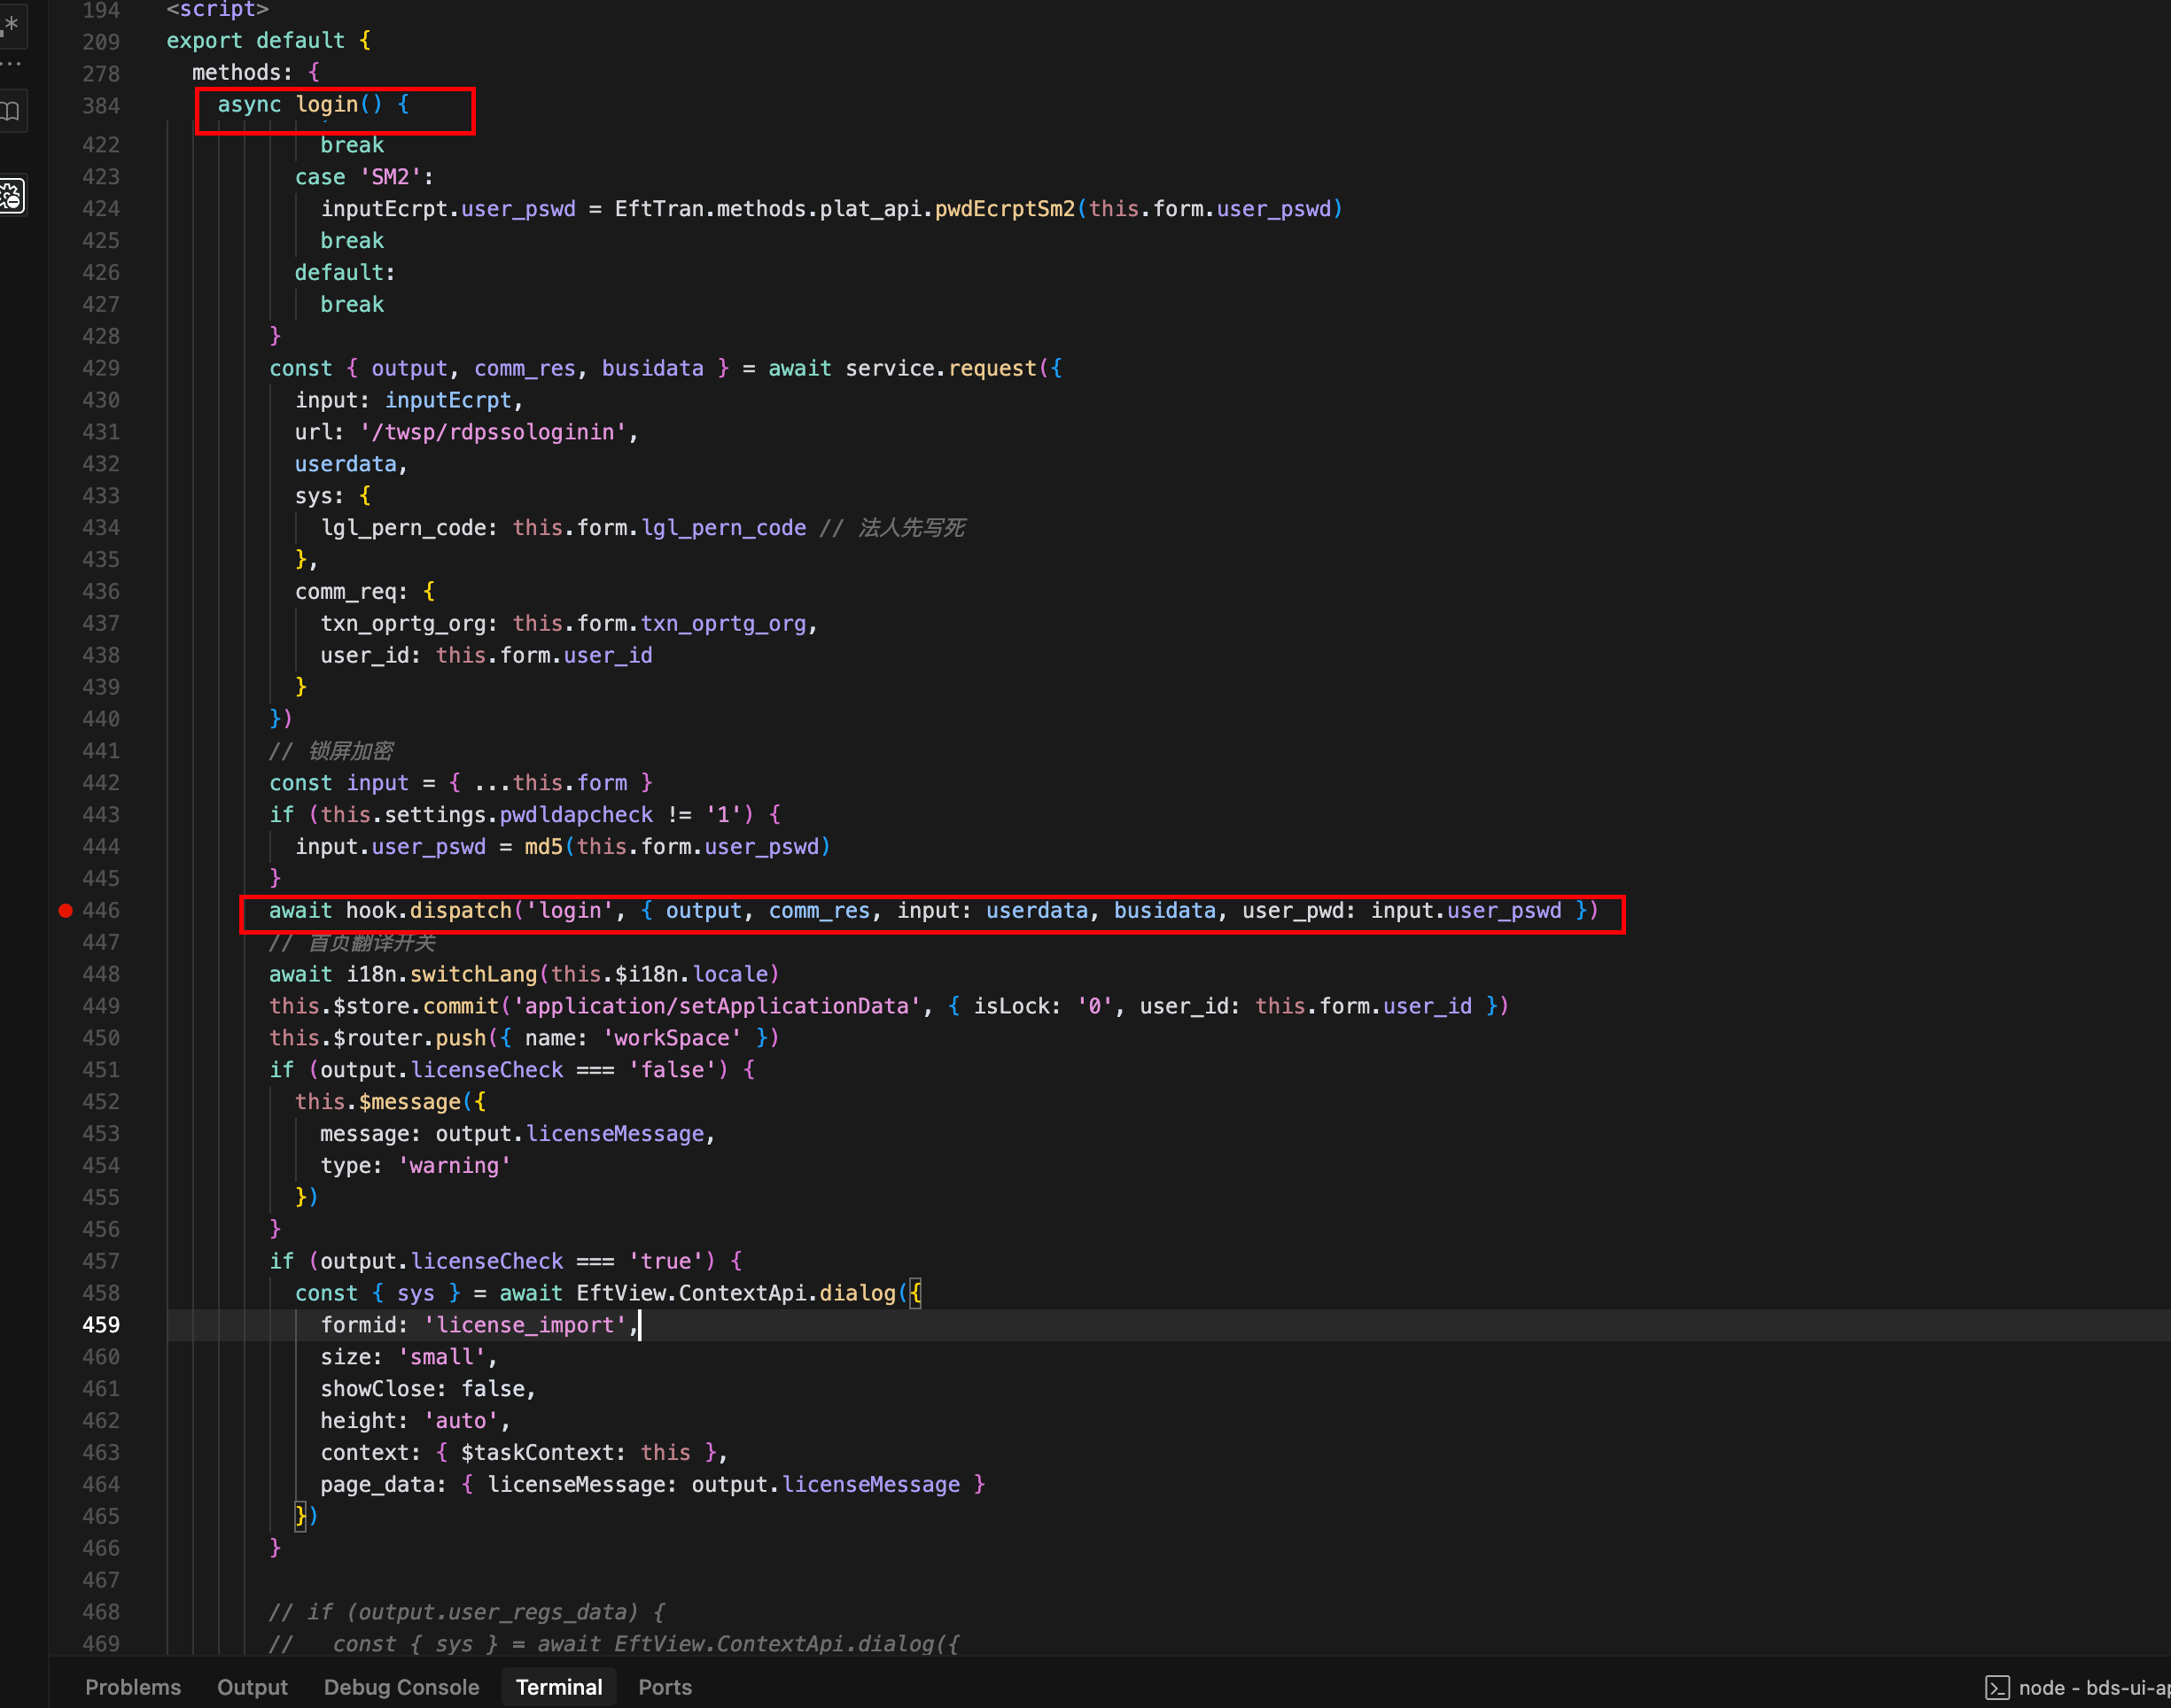 194 <script>
209 export default {
278 methods: {
384 async login() {
422 break
423 case 'SM2':
424 inputEcrpt.user_pswd = EftTran.methods.plat_api.pwdEcrptSm2(this.form.user_pswd)
425 break
426 default:
427 break
428 }
429 const { output, comm_res, busidata } = await service.request({
430 input: inputEcrpt,
431 url: '/twsp/rdpssologinin',
432 userdata,
433 sys: {
434 lgl_pern_code: this.form.lgl_pern_code // 法人先写死
435 },
436 comm_req: {
437 txn_oprtg_org: this.form.txn_oprtg_org,
438 user_id: this.form.user_id
439 }
440 })
441 // 锁屏加密
442 const input = { ...this.form }
443 if (this.settings.pwdldapcheck != '1') {
444 input.user_pswd = md5(this.form.user_pswd)
445 }
446 await hook.dispatch('login', { output, comm_res, input: userdata, busidata, user_pwd: input.user_pswd })
447 // 首页翻译开关
448 await i18n.switchLang(this.$i18n.locale)
449 this.$store.commit('application/setApplicationData', { isLock: '0', user_id: this.form.user_id })
450 this.$router.push({ name: 'workSpace' })
451 if (output.licenseCheck === 'false') {
452 this.$message({
453 message: output.licenseMessage,
454 type: 'warning'
455 })
456 }
457 if (output.licenseCheck === 'true') {
458 const { sys } = await EftView.ContextApi.dialog({
459 formid: 'license_import',
460 size: 'small',
461 showClose: false,
462 height: 'auto',
463 context: { $taskContext: this },
464 page_data: { licenseMessage: output.licenseMessage }
465 })
466 }
467
468 // if (output.user_regs_data) {
469 // const { sys } = await EftView.ContextApi.dialog({
Problems Output Debug Console Terminal Ports
node - bds-ui-ap